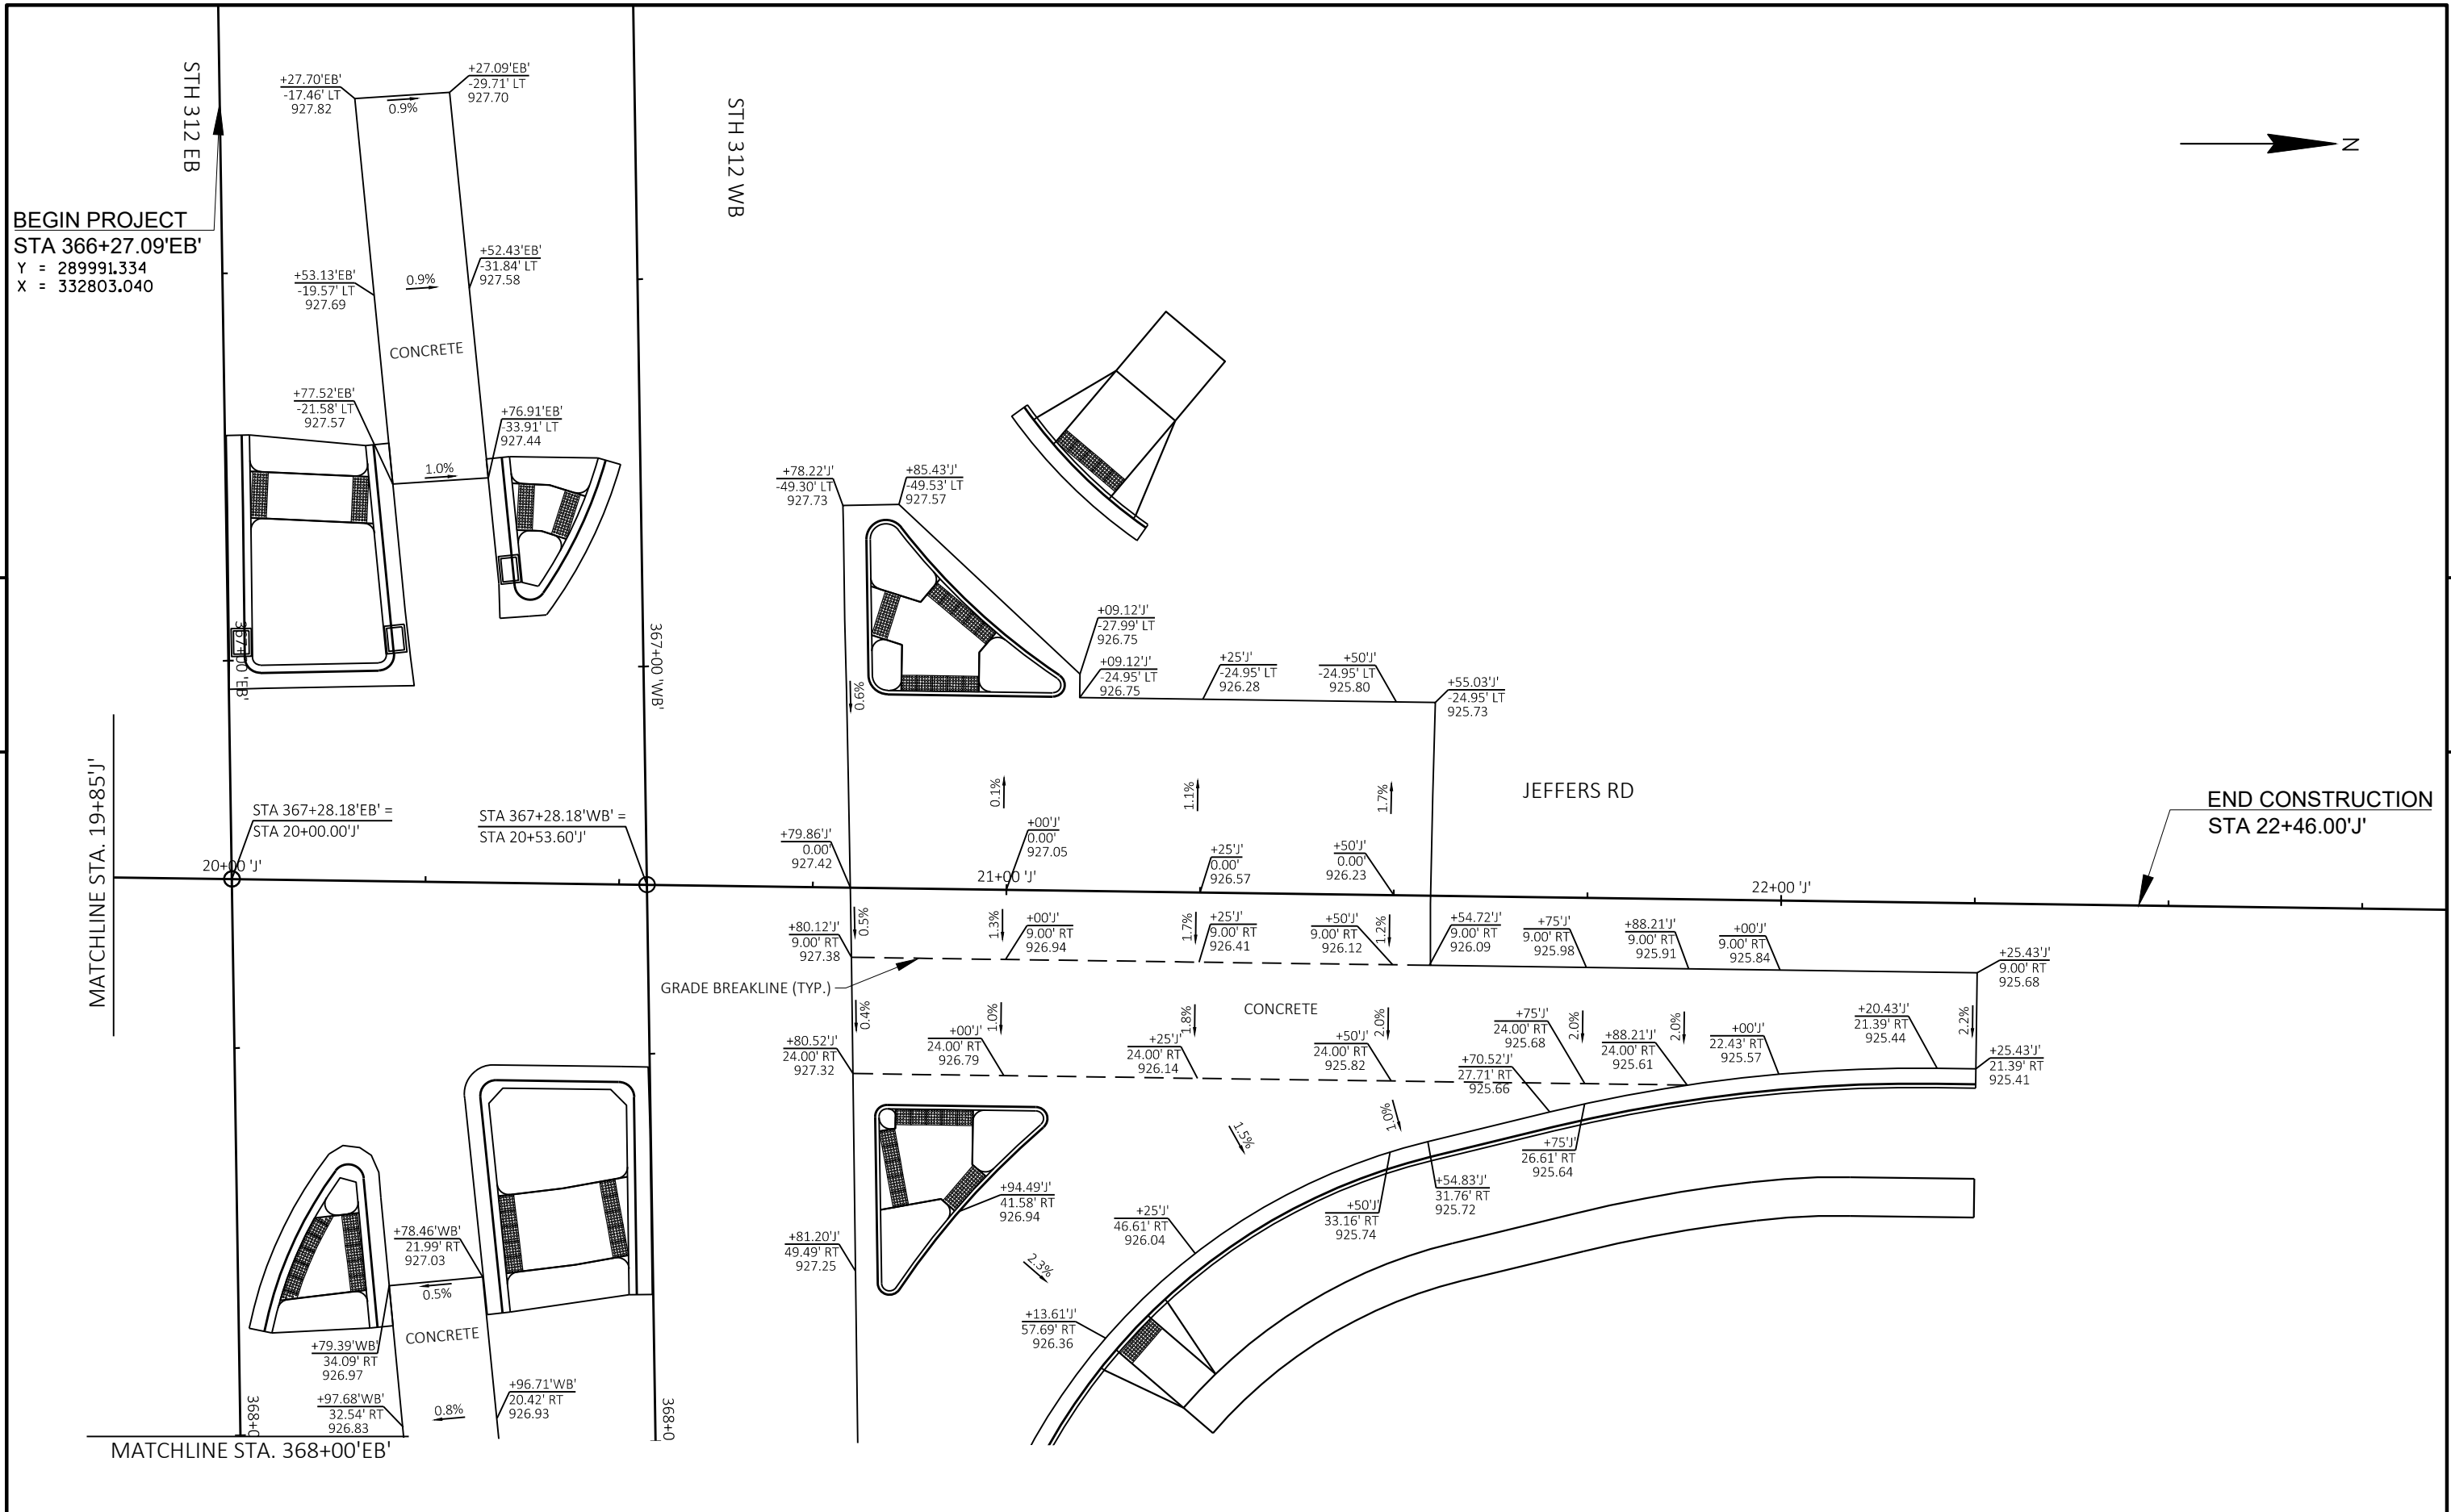 STH 312 EB
+27.70'EB'
-17.46' LT
927.82
+27.09'EB'
-29.71' LT
927.70
0.9%
STH 312 WB
N
BEGIN PROJECT
STA 366+27.09'EB'
Y = 289991.334
X = 332803.040
+53.13'EB'
-19.57' LT
927.69
0.9%
+52.43'EB'
-31.84' LT
927.58
CONCRETE
+77.52'EB'
-21.58' LT
927.57
+76.91'EB'
-33.91' LT
927.44
1.0%
+78.22'J'
-49.30' LT
927.73
+85.43'J'
-49.53' LT
927.57
367+00 'EB'
367+00 'WB'
0.6%
+09.12'J'
-27.99' LT
926.75
+09.12'J'
-24.95' LT
926.75
+25'J'
-24.95' LT
926.28
+50'J'
-24.95' LT
925.80
+55.03'J'
-24.95' LT
925.73
MATCHLINE STA. 19+85'J'
STA 367+28.18'EB' =
STA 20+00.00'J'
STA 367+28.18'WB' =
STA 20+53.60'J'
0.1%
1.1%
1.7%
JEFFERS RD
END CONSTRUCTION
STA 22+46.00'J'
+79.86'J'
0.00'
927.42
+00'J'
0.00'
927.05
+25'J'
0.00'
926.57
+50'J'
0.00'
926.23
20+00 'J'
21+00 'J'
22+00 'J'
+80.12'J'
9.00' RT
927.38
0.5%
1.3%
+00'J'
9.00' RT
926.94
1.7%
+25'J'
9.00' RT
926.41
+50'J'
9.00' RT
926.12
1.2%
+54.72'J'
9.00' RT
926.09
+75'J'
9.00' RT
925.98
+88.21'J'
9.00' RT
925.91
+00'J'
9.00' RT
925.84
+25.43'J'
9.00' RT
925.68
GRADE BREAKLINE (TYP.)
CONCRETE
+80.52'J'
24.00' RT
927.32
0.4%
+00'J'
24.00' RT
926.79
1.0%
+25'J'
24.00' RT
926.14
1.8%
+50'J'
24.00' RT
925.82
2.0%
+70.52'J'
27.71' RT
925.66
+75'J'
24.00' RT
925.68
2.0%
+88.21'J'
24.00' RT
925.61
2.0%
+00'J'
22.43' RT
925.57
+20.43'J'
21.39' RT
925.44
2.2%
+25.43'J'
21.39' RT
925.41
1.5%
1.0%
+75'J'
26.61' RT
925.64
+54.83'J'
31.76' RT
925.72
+50'J'
33.16' RT
925.74
+25'J'
46.61' RT
926.04
+94.49'J'
41.58' RT
926.94
+81.20'J'
49.49' RT
927.25
2.3%
+13.61'J'
57.69' RT
926.36
+78.46'WB'
21.99' RT
927.03
0.5%
CONCRETE
+79.39'WB'
34.09' RT
926.97
+97.68'WB'
32.54' RT
926.83
0.8%
+96.71'WB'
20.42' RT
926.93
368+0
368+0
MATCHLINE STA. 368+00'EB'